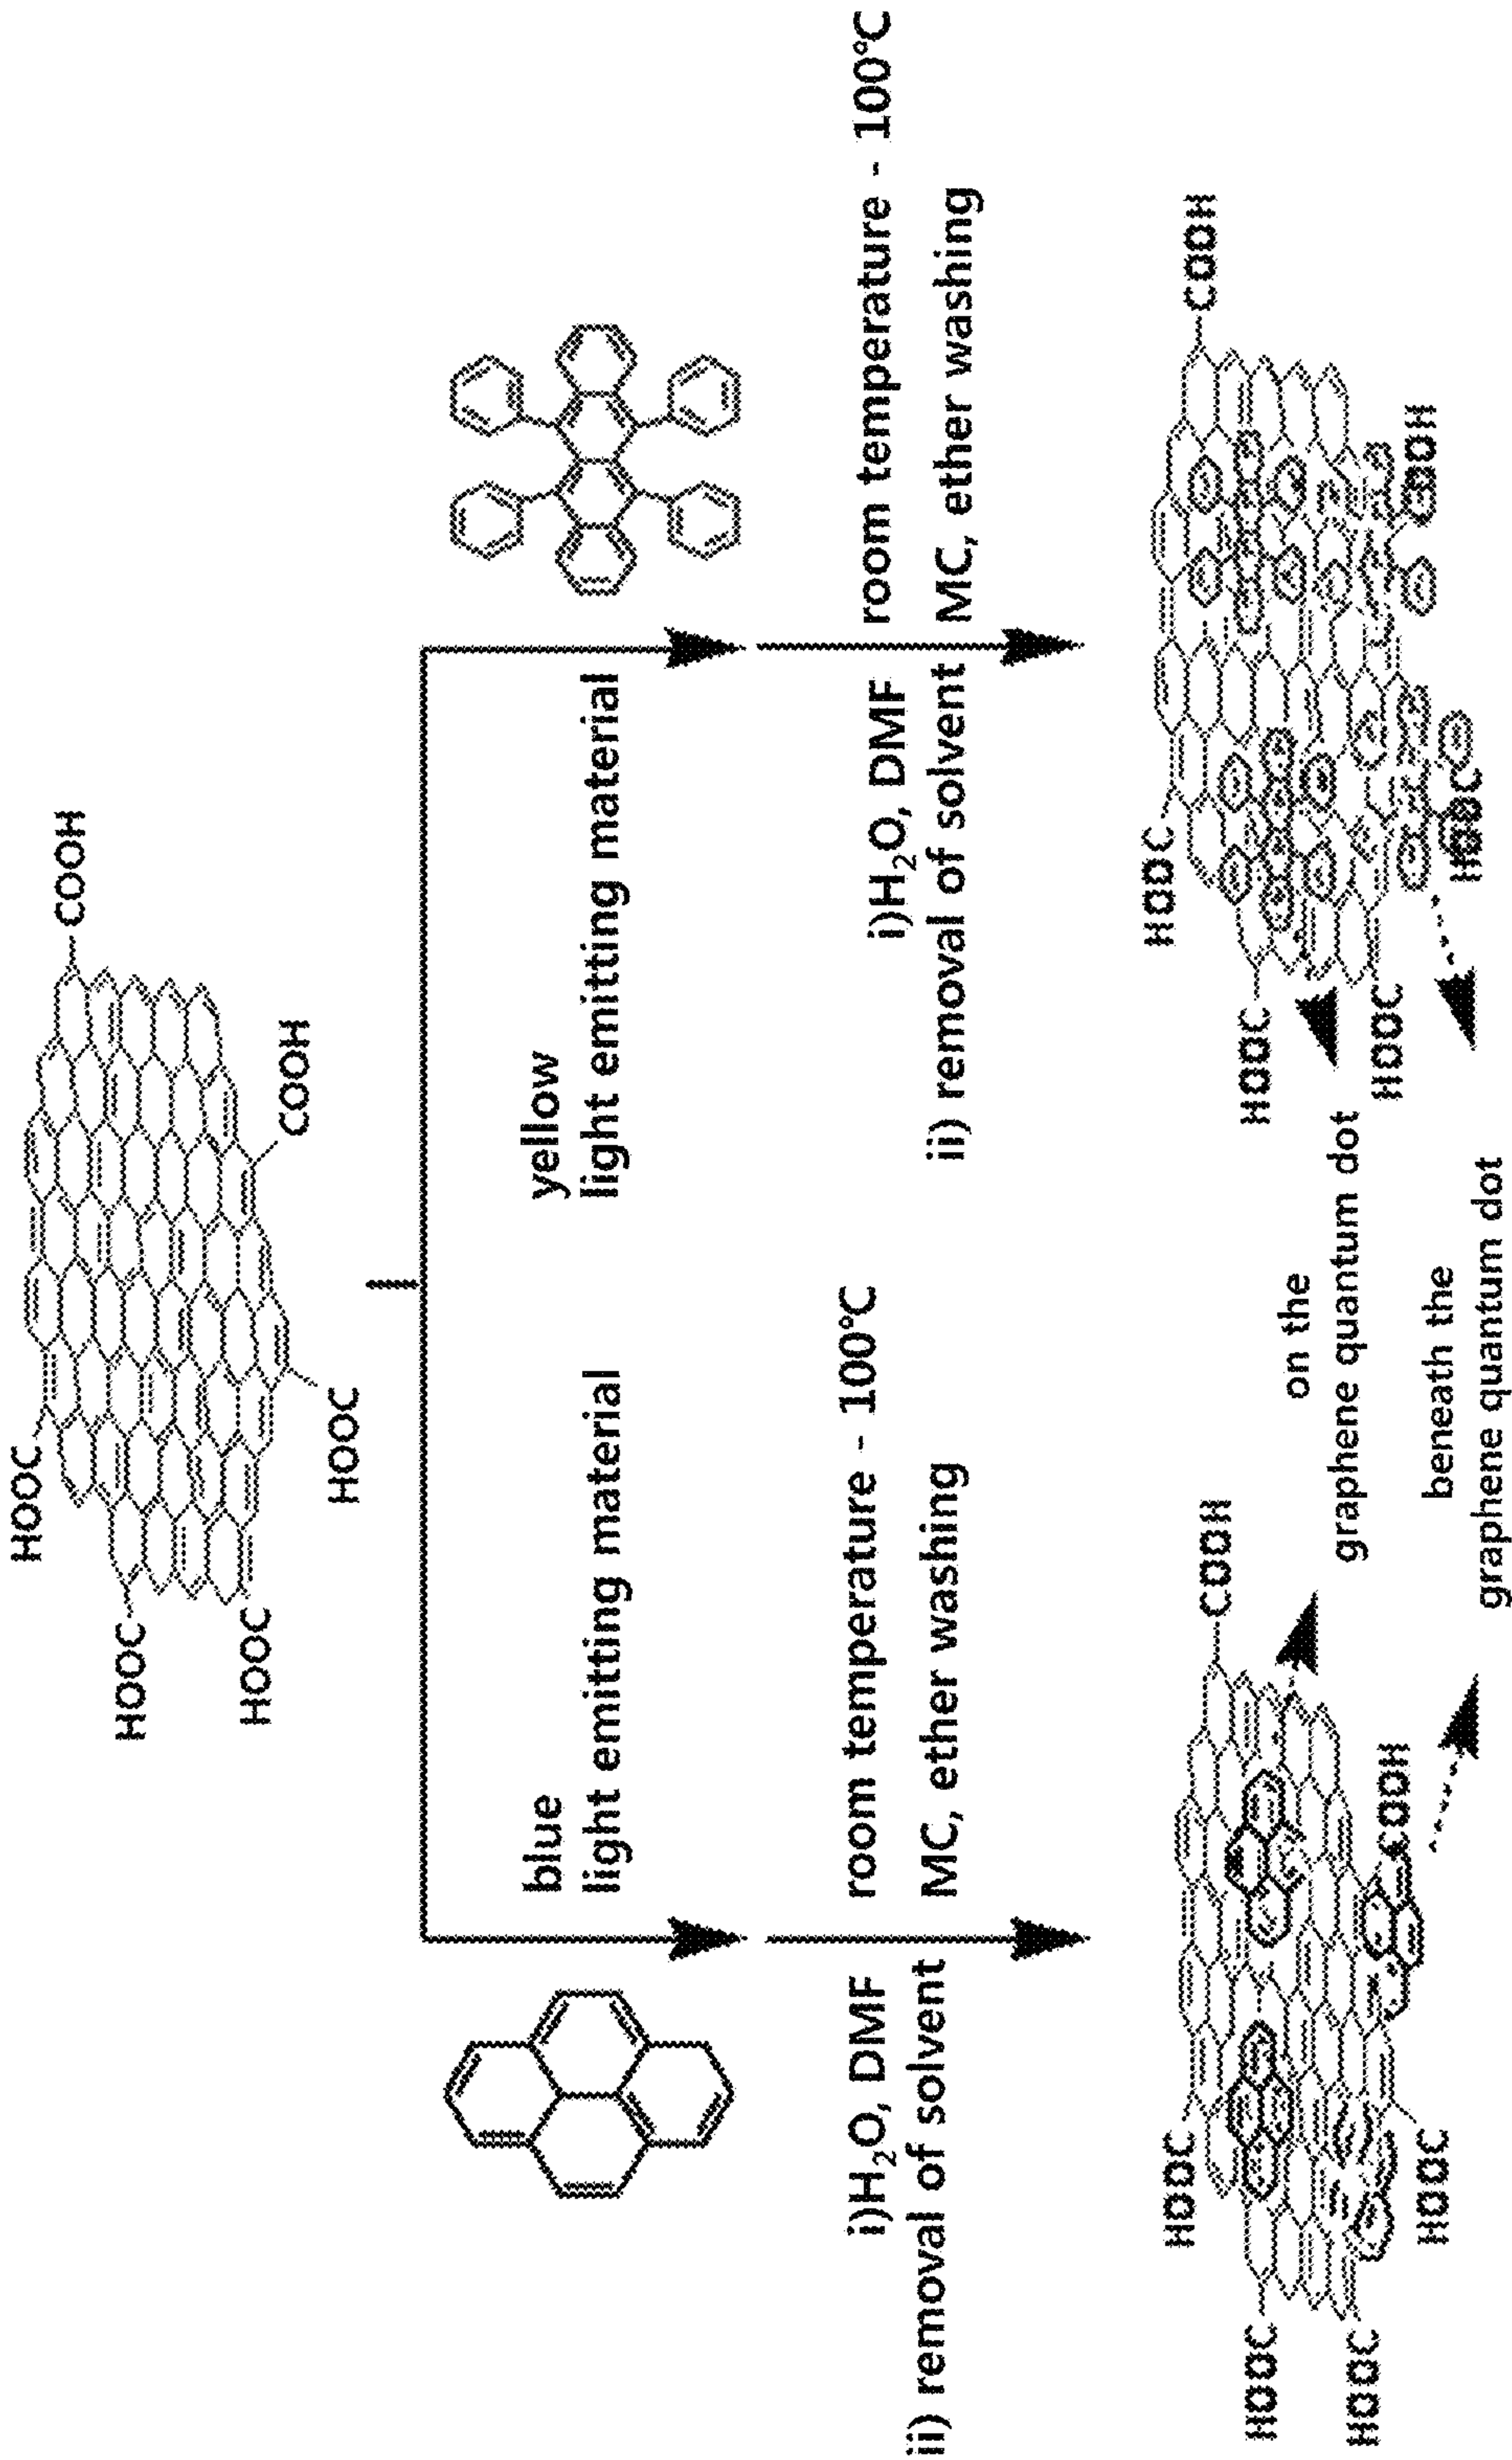 HOOC
COOH
HOOC
HOOC
HOOC
COOH
blue
light emitting material
yellow
light emitting material
i)H₂O, DMF
ii) removal of solvent
room temperature - 100°C
MC, ether washing
i)H₂O, DMF
ii) removal of solvent
room temperature - 100°C
MC, ether washing
HOOC
COOH
HOOC
HOOC
HOOC
COOH
on the
graphene quantum dot
beneath the
graphene quantum dot
HOOC
COOH
HOOC
HOOC
HOOC
COOH